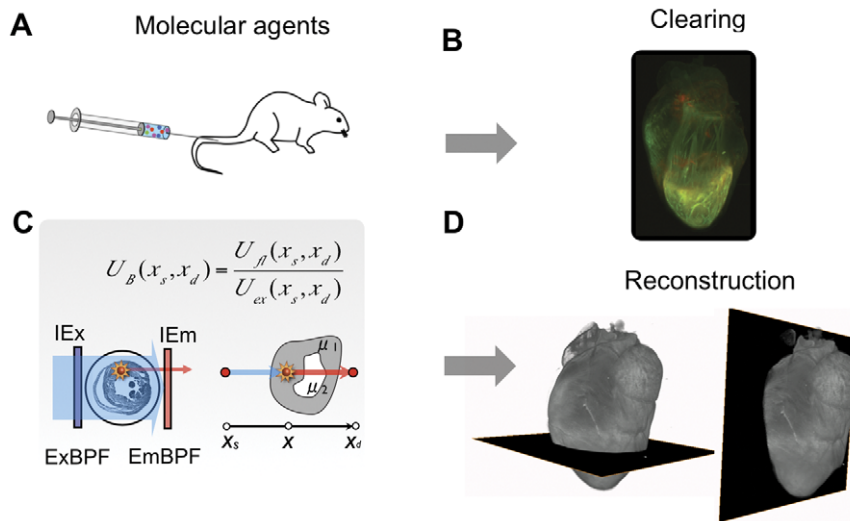 A
Molecular agents
B
Clearing
C
U_B(x_s, x_d) = U_fl(x_s, x_d) / U_ex(x_s, x_d)
IEx
IEm
μ₁
μ₂
x_s
x
x_d
ExBPF
EmBPF
D
Reconstruction